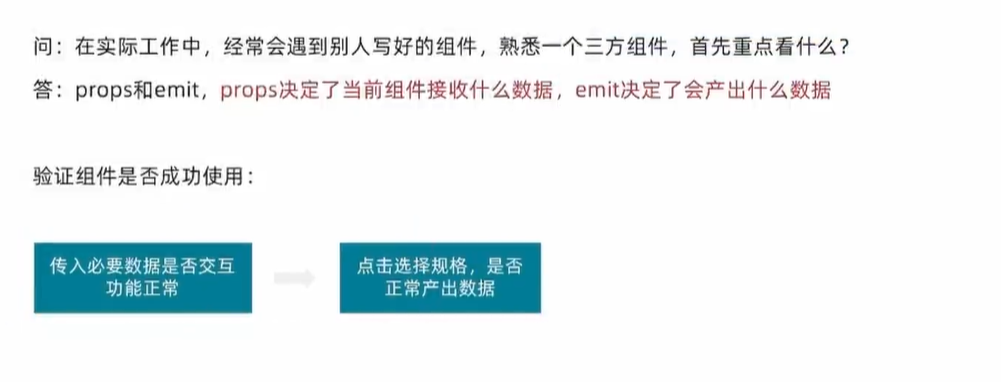 问：在实际工作中，经常会遇到别人写好的组件，熟悉一个三方组件，首先重点看什么？
答：props和emit，props决定了当前组件接收什么数据，emit决定了会产出什么数据
验证组件是否成功使用：
传入必要数据是否交互
功能正常
点击选择规格，是否
正常产出数据